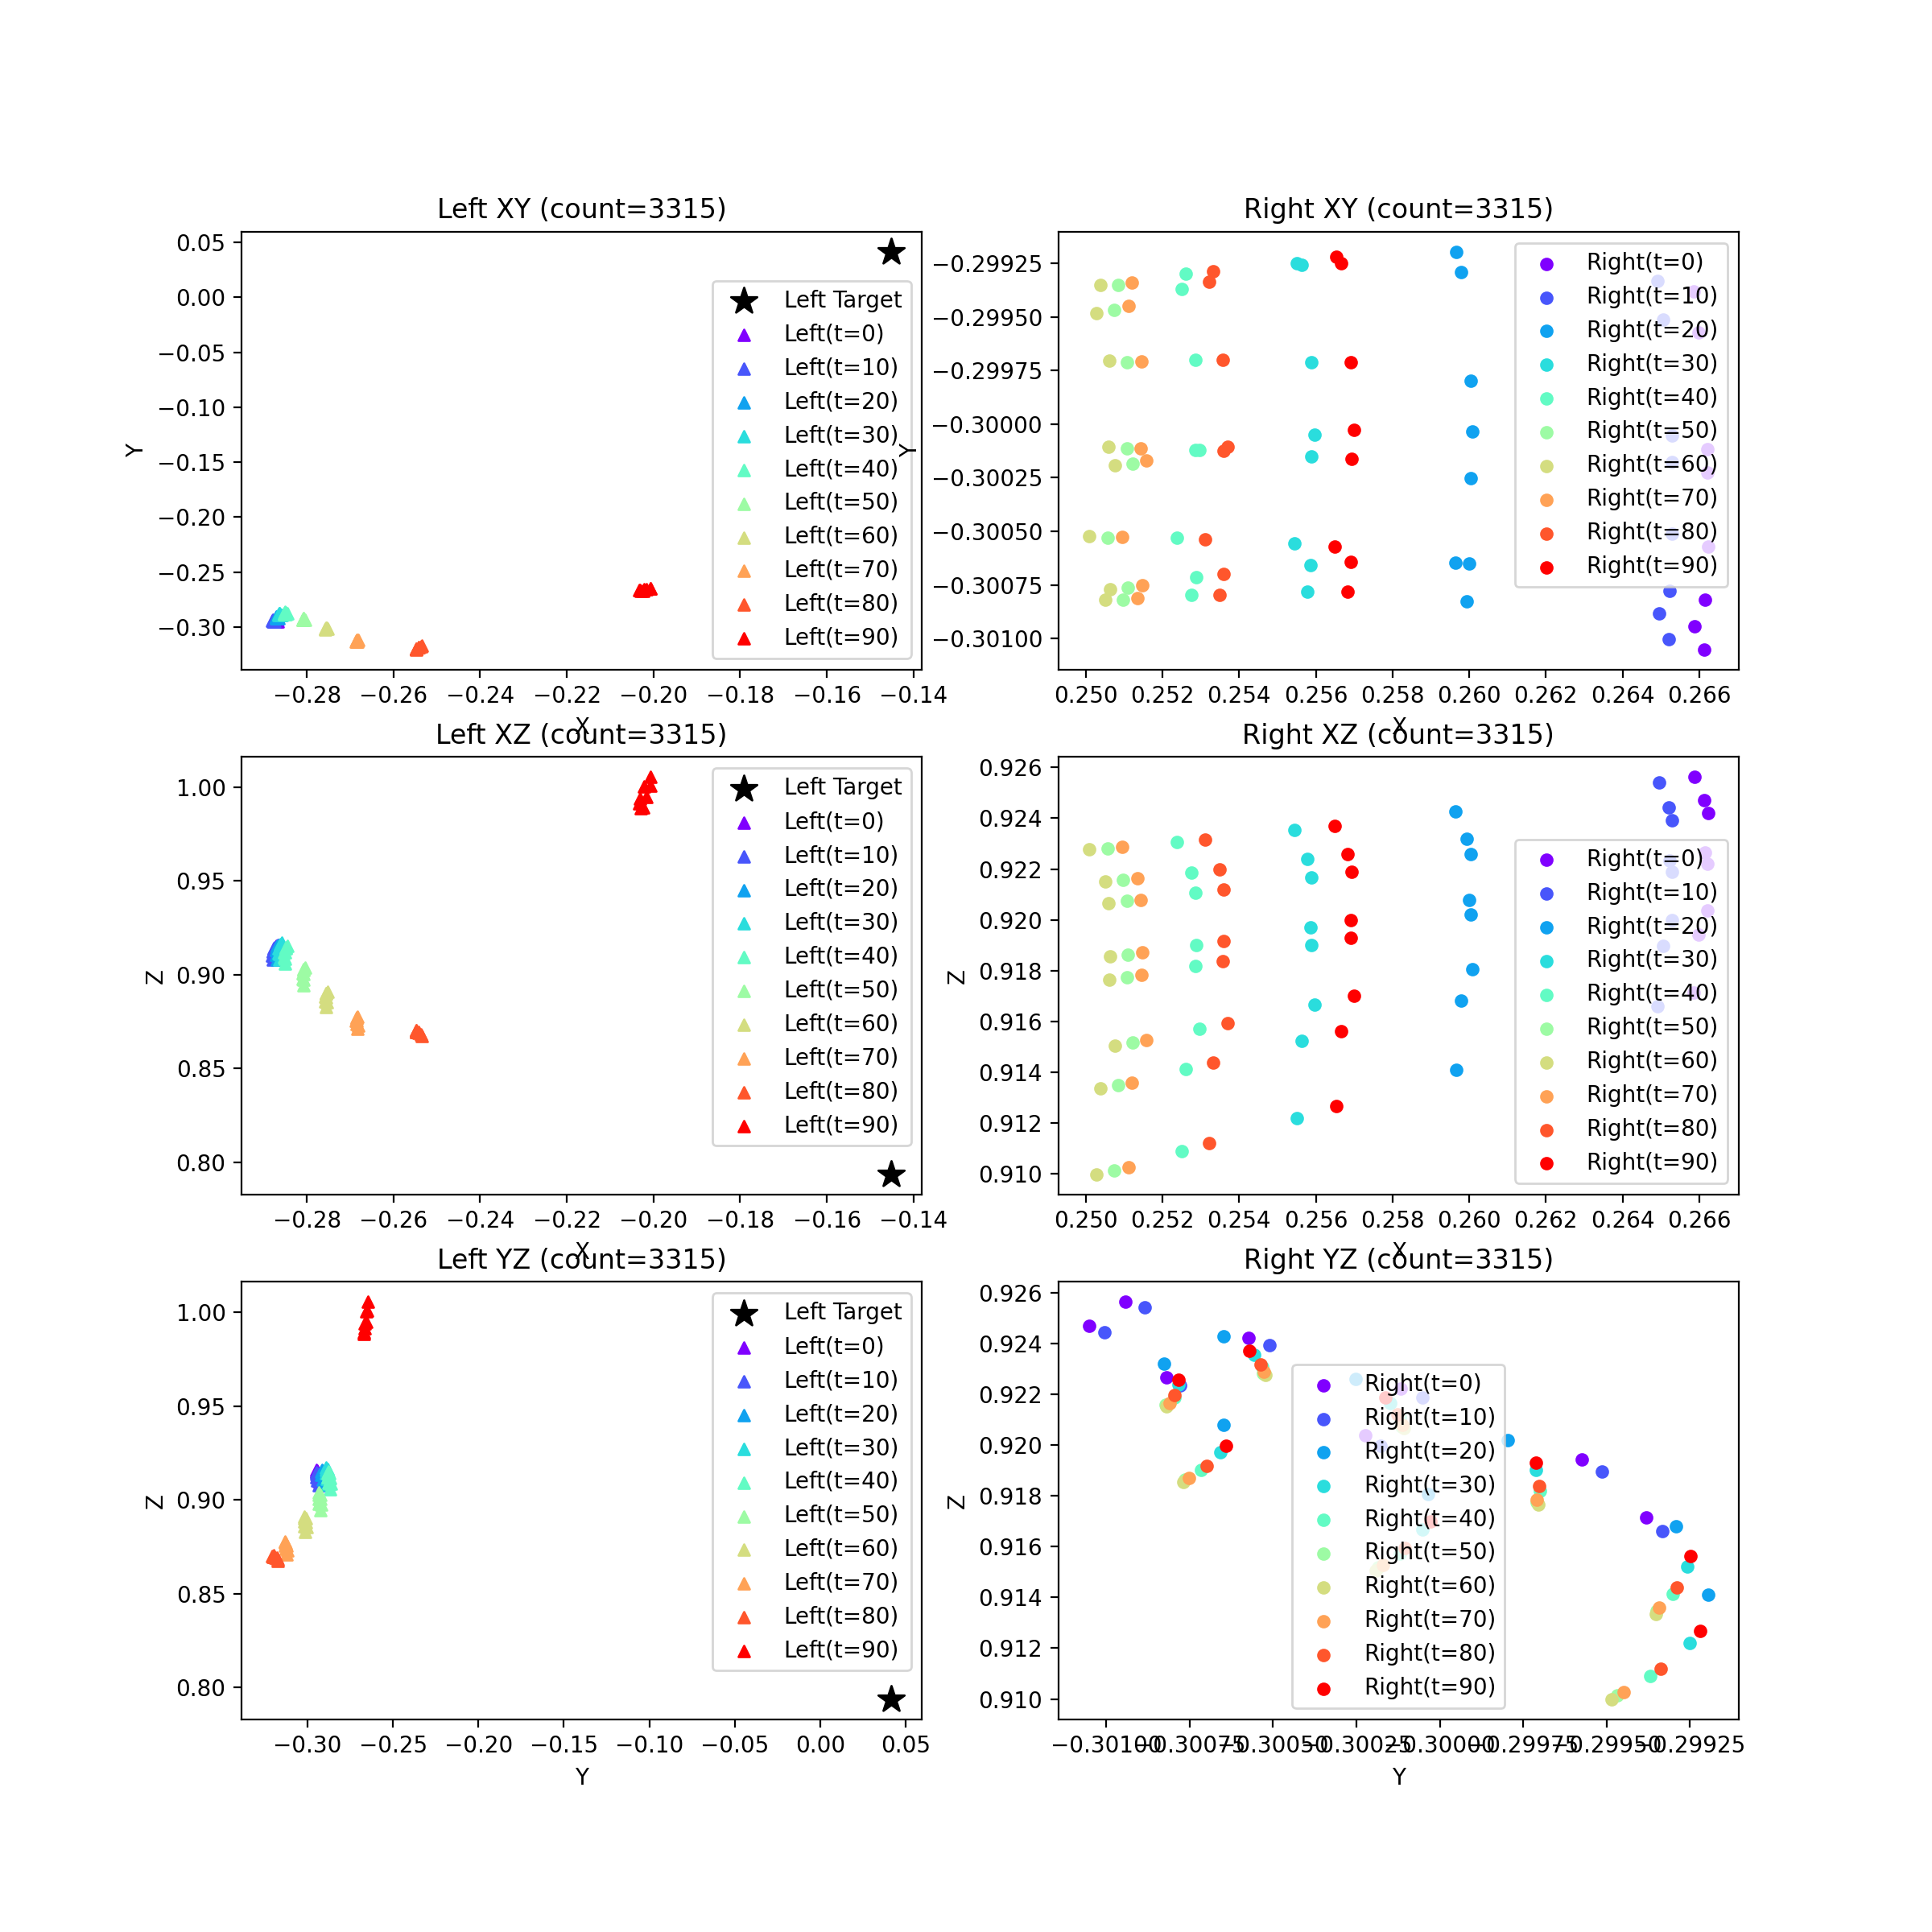 Left XY (count=3315)
0.05
0.00
−0.05
−0.10
−0.15
−0.20
−0.25
−0.30
Y
−0.28 −0.26 −0.24 −0.22 −0.20 −0.18 −0.16 −0.14
X
Left Target
Left(t=0)
Left(t=10)
Left(t=20)
Left(t=30)
Left(t=40)
Left(t=50)
Left(t=60)
Left(t=70)
Left(t=80)
Left(t=90)
Right XY (count=3315)
−0.29925
−0.29950
−0.29975
−0.30000
−0.30025
−0.30050
−0.30075
−0.30100
Y
0.250 0.252 0.254 0.256 0.258 0.260 0.262 0.264 0.266
X
Right(t=0)
Right(t=10)
Right(t=20)
Right(t=30)
Right(t=40)
Right(t=50)
Right(t=60)
Right(t=70)
Right(t=80)
Right(t=90)
Left XZ (count=3315)
1.00
0.95
0.90
0.85
0.80
Z
−0.28 −0.26 −0.24 −0.22 −0.20 −0.18 −0.16 −0.14
X
Left Target
Left(t=0)
Left(t=10)
Left(t=20)
Left(t=30)
Left(t=40)
Left(t=50)
Left(t=60)
Left(t=70)
Left(t=80)
Left(t=90)
Right XZ (count=3315)
0.926
0.924
0.922
0.920
0.918
0.916
0.914
0.912
0.910
Z
0.250 0.252 0.254 0.256 0.258 0.260 0.262 0.264 0.266
X
Right(t=0)
Right(t=10)
Right(t=20)
Right(t=30)
Right(t=40)
Right(t=50)
Right(t=60)
Right(t=70)
Right(t=80)
Right(t=90)
Left YZ (count=3315)
1.00
0.95
0.90
0.85
0.80
Z
−0.30 −0.25 −0.20 −0.15 −0.10 −0.05 0.00 0.05
Y
Left Target
Left(t=0)
Left(t=10)
Left(t=20)
Left(t=30)
Left(t=40)
Left(t=50)
Left(t=60)
Left(t=70)
Left(t=80)
Left(t=90)
Right YZ (count=3315)
0.926
0.924
0.922
0.920
0.918
0.916
0.914
0.912
0.910
Z
−0.30100 −0.30075 −0.30050 −0.30025 −0.30000 −0.29975 −0.29950 −0.29925
Y
Right(t=0)
Right(t=10)
Right(t=20)
Right(t=30)
Right(t=40)
Right(t=50)
Right(t=60)
Right(t=70)
Right(t=80)
Right(t=90)